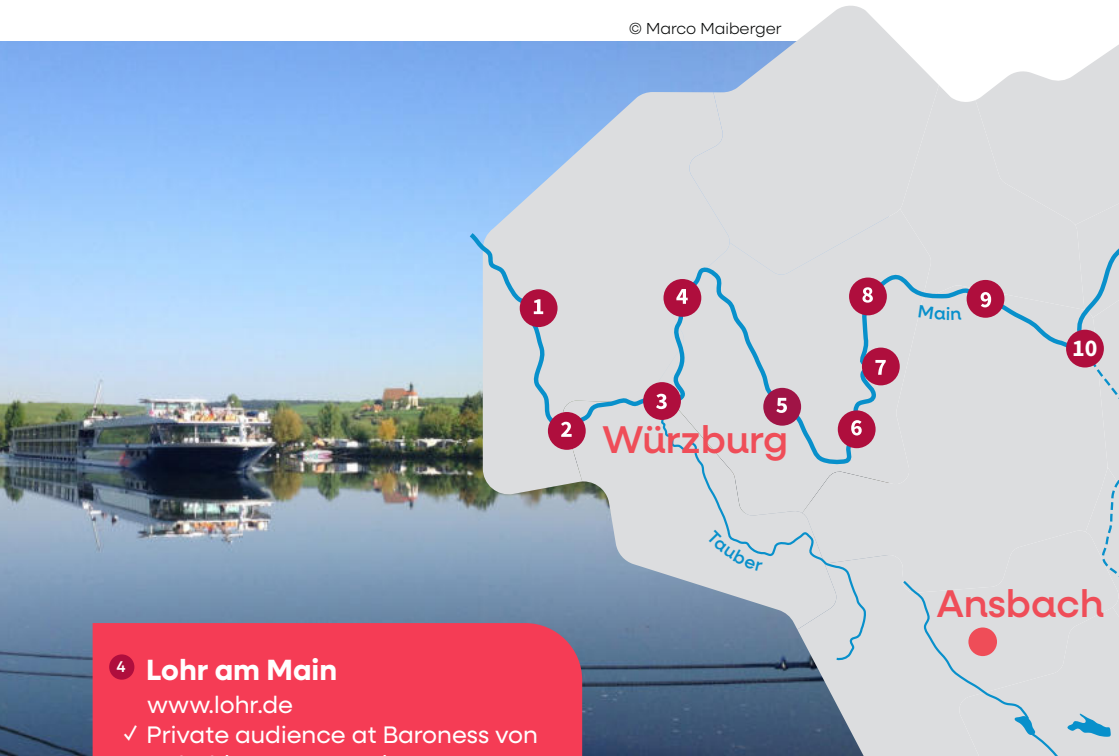 © Marco Maiberger
1
2
3
4
5
6
7
8
9
10
Main
Würzburg
Tauber
Ansbach
4 Lohr am Main
www.lohr.de
✓ Private audience at Baroness von